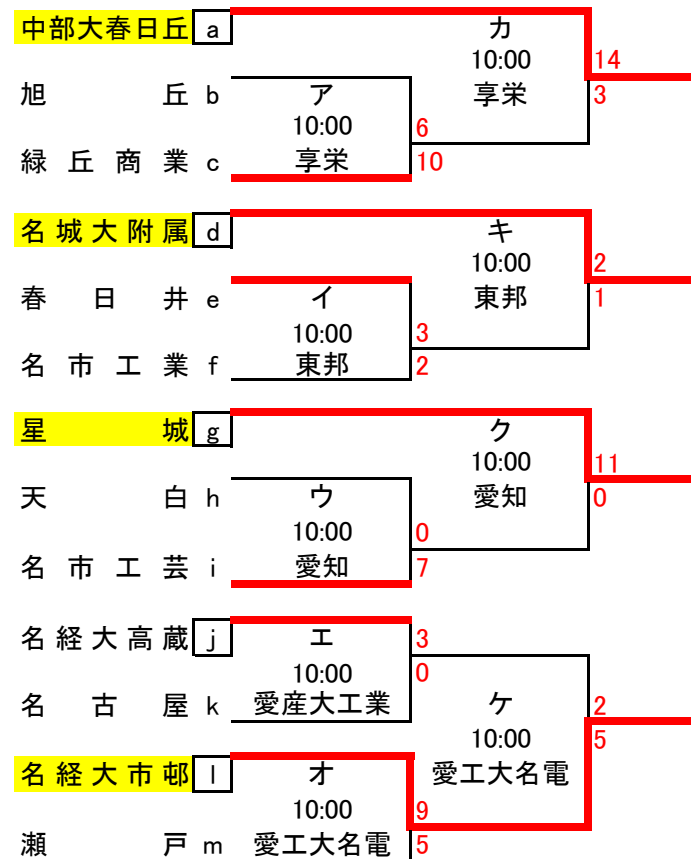 中部大春日丘 a カ
10:00 14
旭丘 b ア 享栄 3
10:00 6
緑丘商業 c 享栄 10
名城大附属 d キ
10:00 2
春日井 e イ 東邦 1
10:00 3
名市工業 f 東邦 2
星城 g ク
10:00 11
天白 h ウ 愛知 0
10:00 0
名市工芸 i 愛知 7
名経大高蔵 j エ 3
10:00 0
名古屋 k 愛産大工業 ケ 2
10:00 5
名経大市邨 l オ 愛工大名電
10:00 9
瀬戸 m 愛工大名電 5